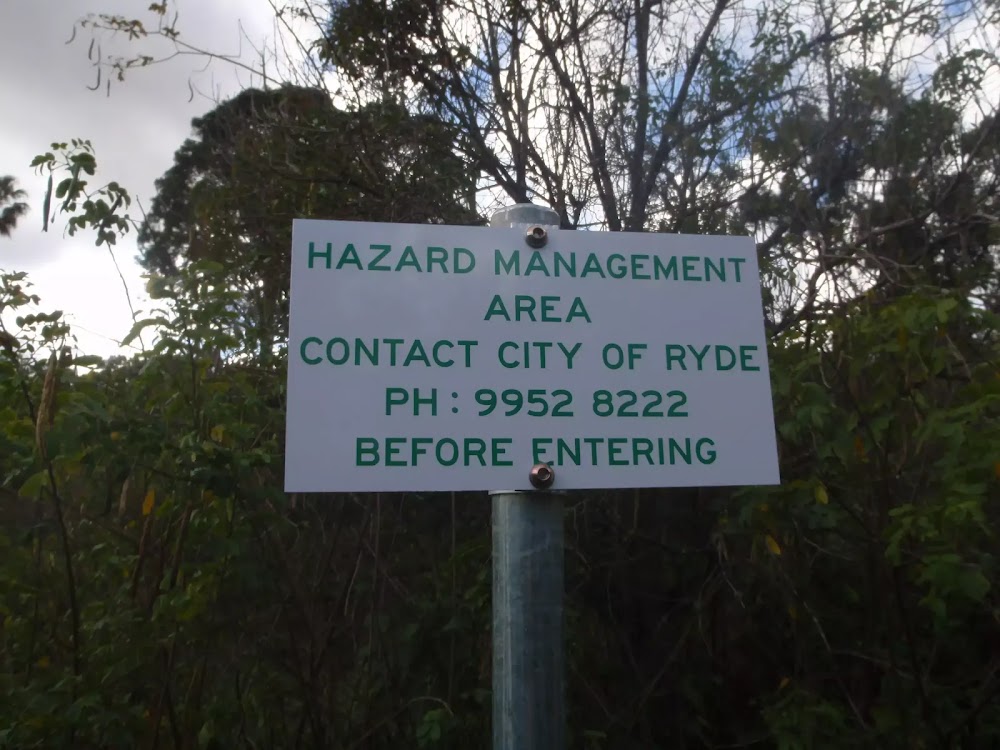 HAZARD MANAGEMENT
AREA
CONTACT CITY OF RYDE
PH : 9952 8222
BEFORE ENTERING